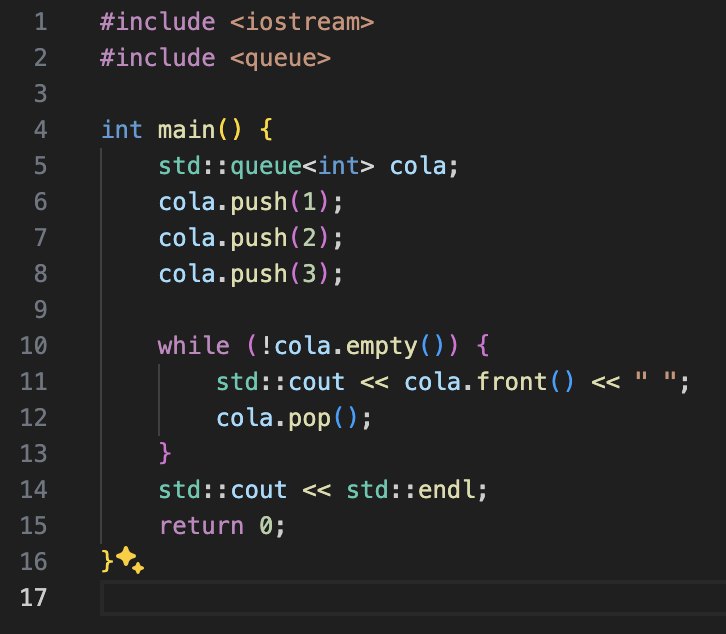 1 #include <iostream>
2 #include <queue>
3
4 int main() {
5     std::queue<int> cola;
6     cola.push(1);
7     cola.push(2);
8     cola.push(3);
9
10     while (!cola.empty()) {
11         std::cout << cola.front() << " ";
12         cola.pop();
13     }
14     std::cout << std::endl;
15     return 0;
16 }
17